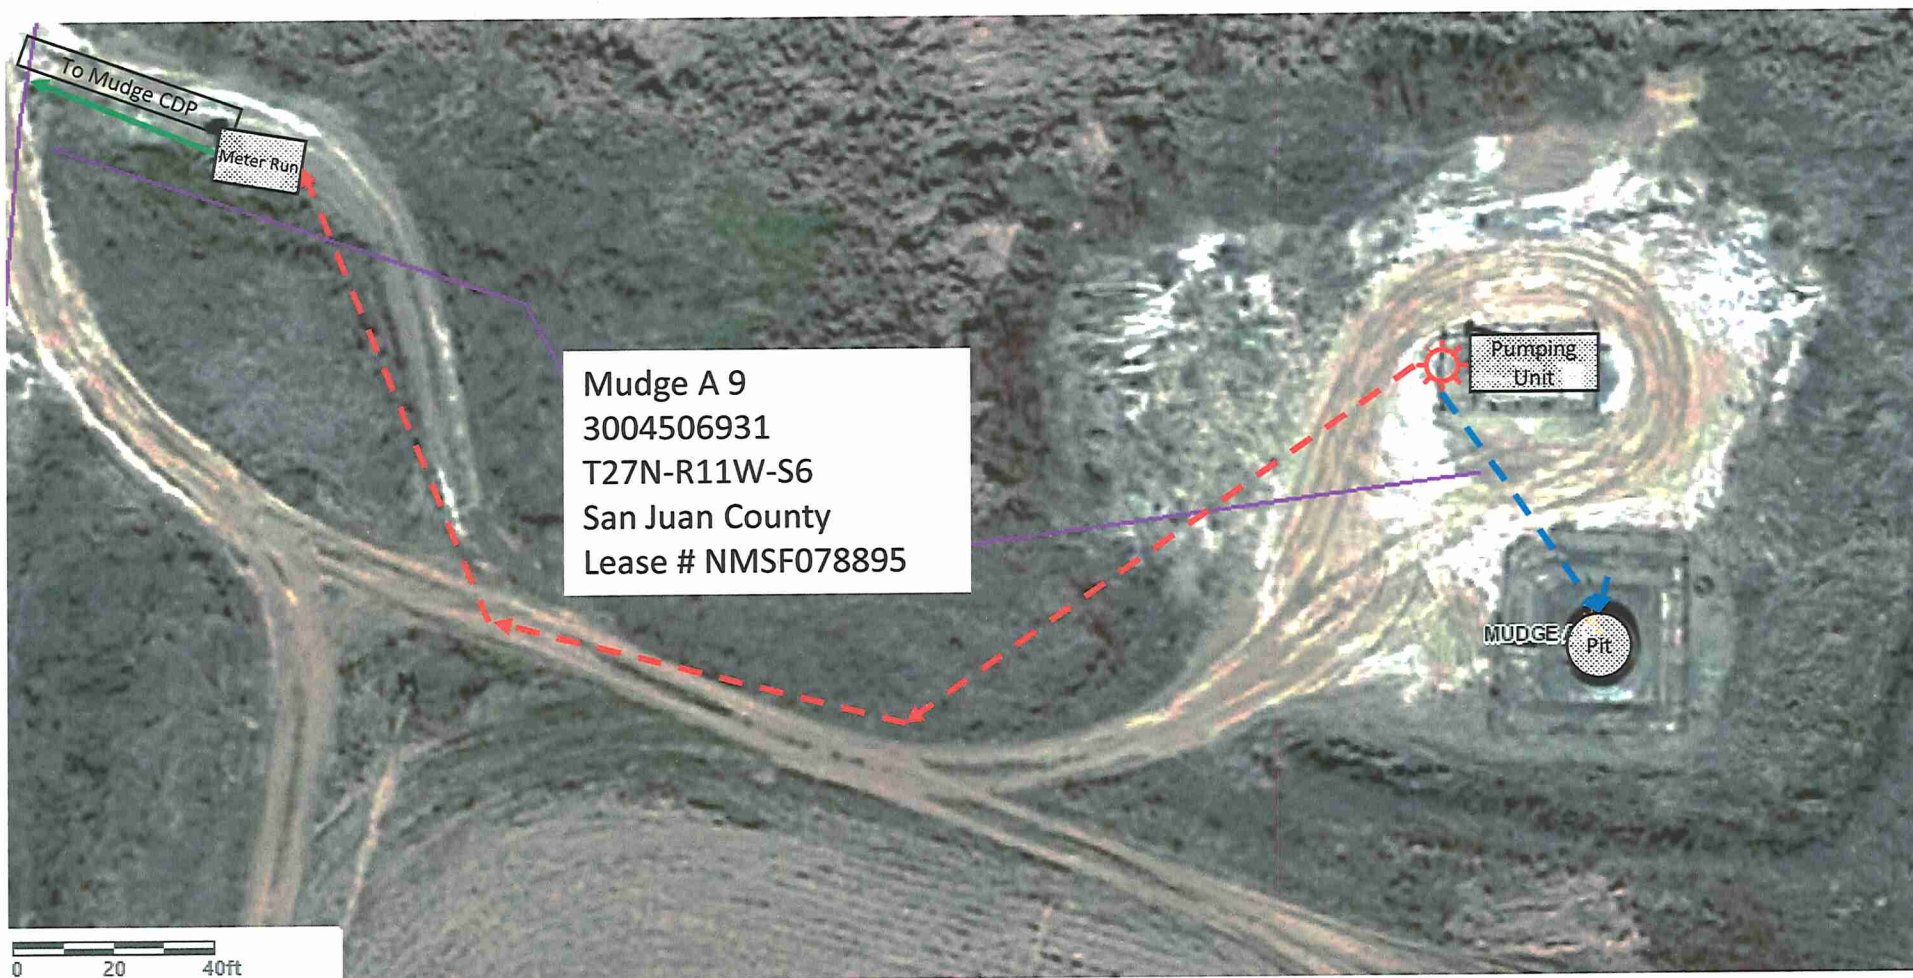 To Mudge CDP
Meter Run
Pumping
Unit
Mudge A 9
3004506931
T27N-R11W-S6
San Juan County
Lease # NMSF078895
MUDGE
Pit
0 20 40ft